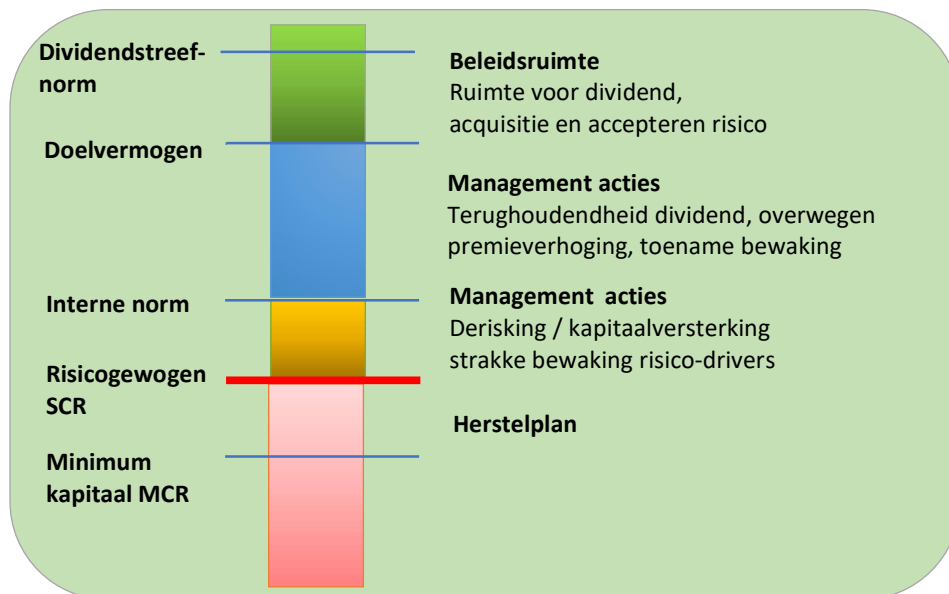 Dividendstreef-
norm
Beleidsruimte
Ruimte voor dividend,
acquisitie en accepteren risico
Doelvermogen
Management acties
Terughoudendheid dividend, overwegen
premieverhoging, toename bewaking
Interne norm
Management  acties
Derisking / kapitaalversterking
strakke bewaking risico-drivers
Risicogewogen
SCR
Herstelplan
Minimum
kapitaal MCR